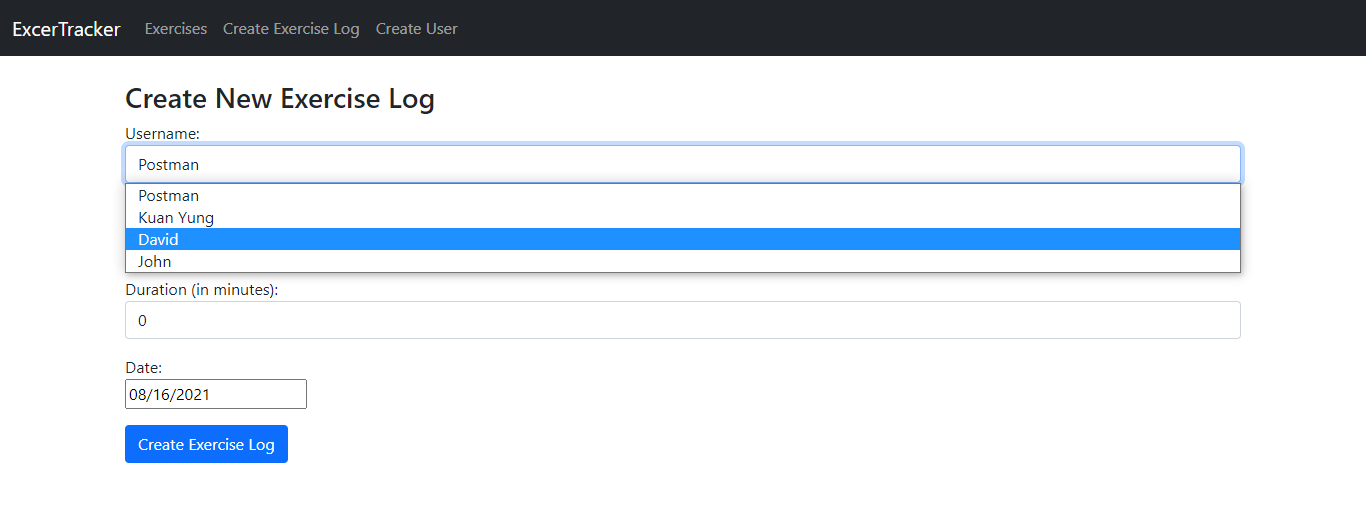 ExcerTracker Exercises Create Exercise Log Create User
Create New Exercise Log
Username:
Postman
Postman
Kuan Yung
David
John
Duration (in minutes):
0
Date:
08/16/2021
Create Exercise Log